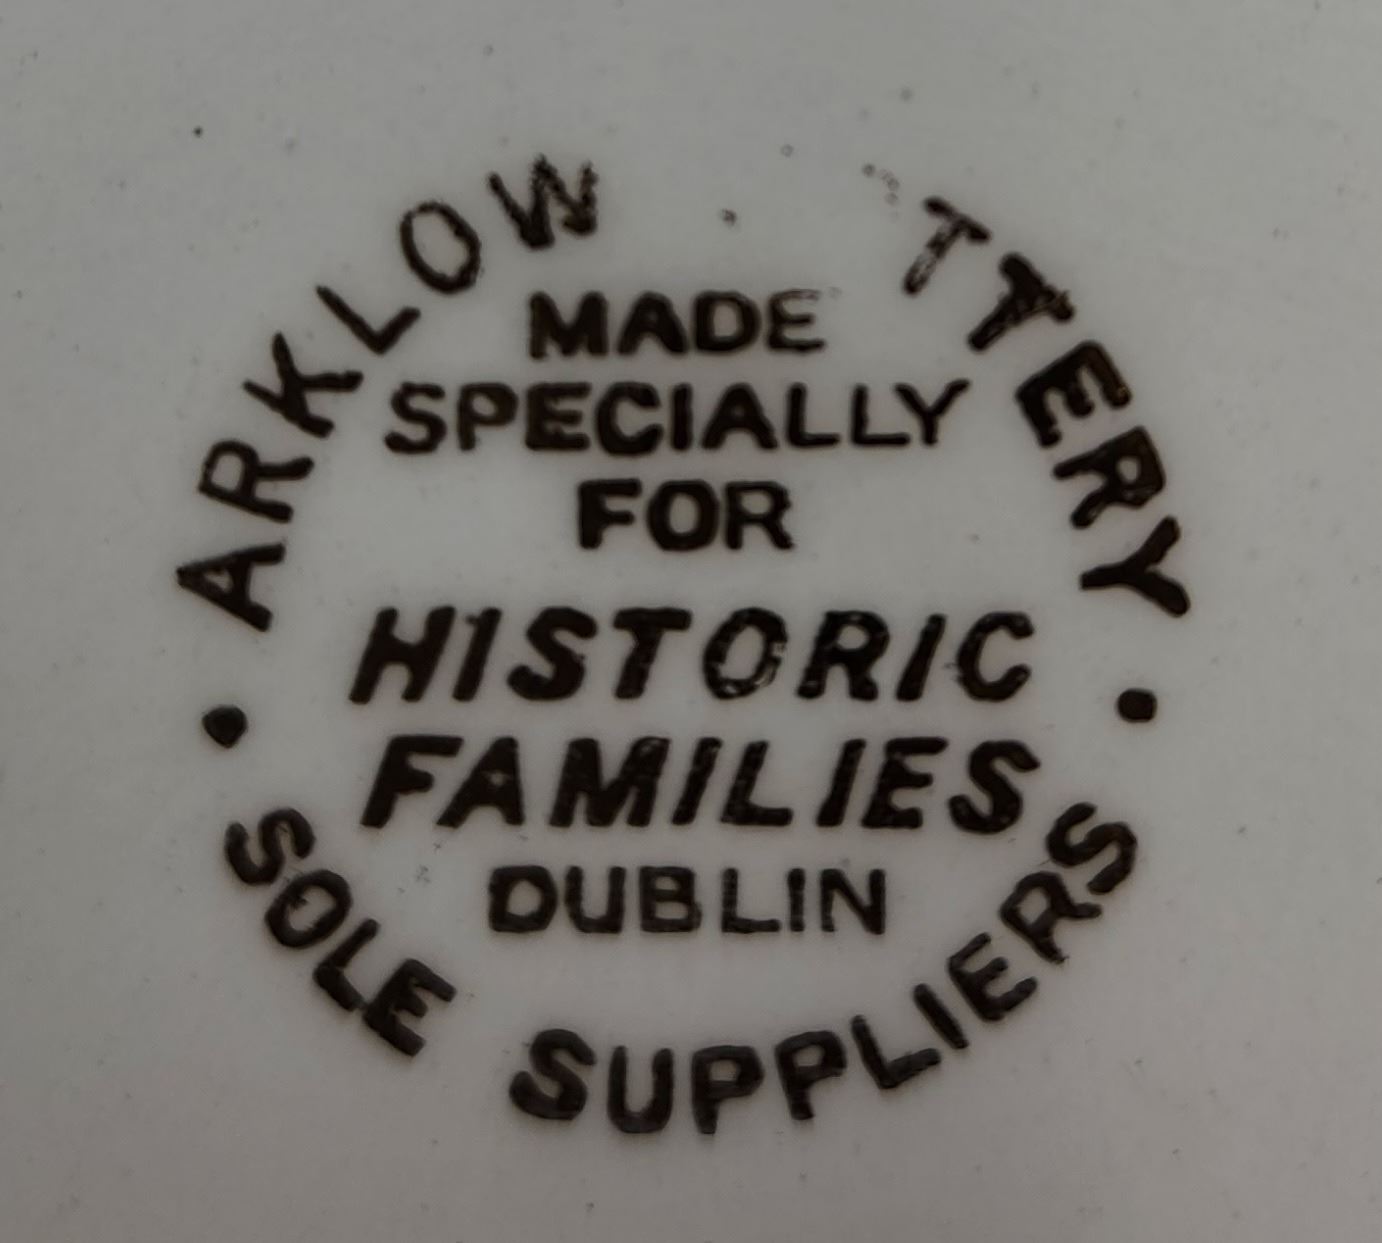 ARKLOW TTERY
MADE
SPECIALLY
FOR
HISTORIC
FAMILIES
DUBLIN
SOLE SUPPLIERS